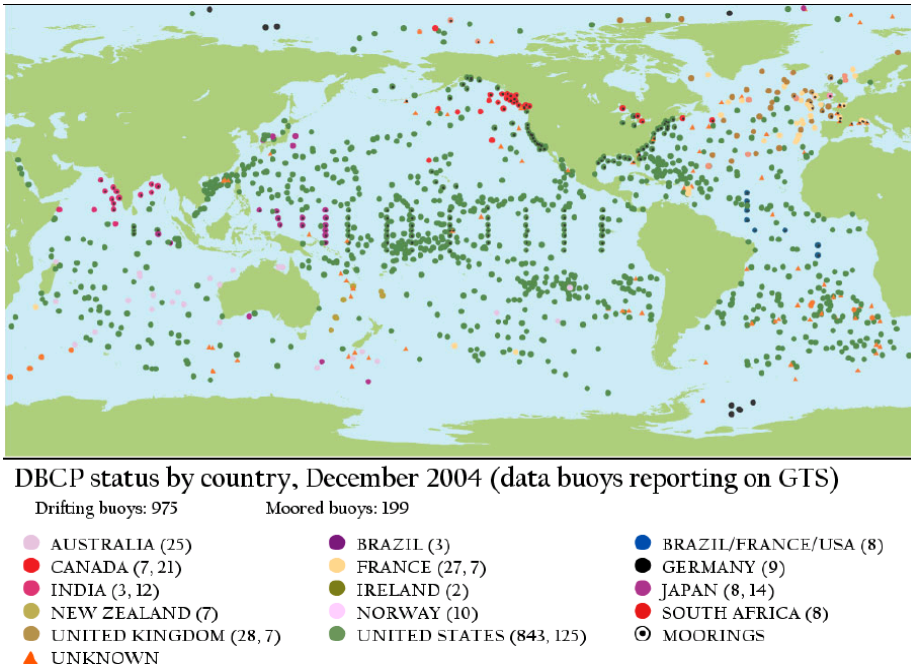 DBCP status by country, December 2004 (data buoys reporting on GTS)
Drifting buoys: 975 Moored buoys: 199
AUSTRALIA (25) BRAZIL (3) BRAZIL/FRANCE/USA (8)
CANADA (7, 21) FRANCE (27, 7) GERMANY (9)
INDIA (3, 12) IRELAND (2) JAPAN (8, 14)
NEW ZEALAND (7) NORWAY (10) SOUTH AFRICA (8)
UNITED KINGDOM (28, 7) UNITED STATES (843, 125) MOORINGS
UNKNOWN